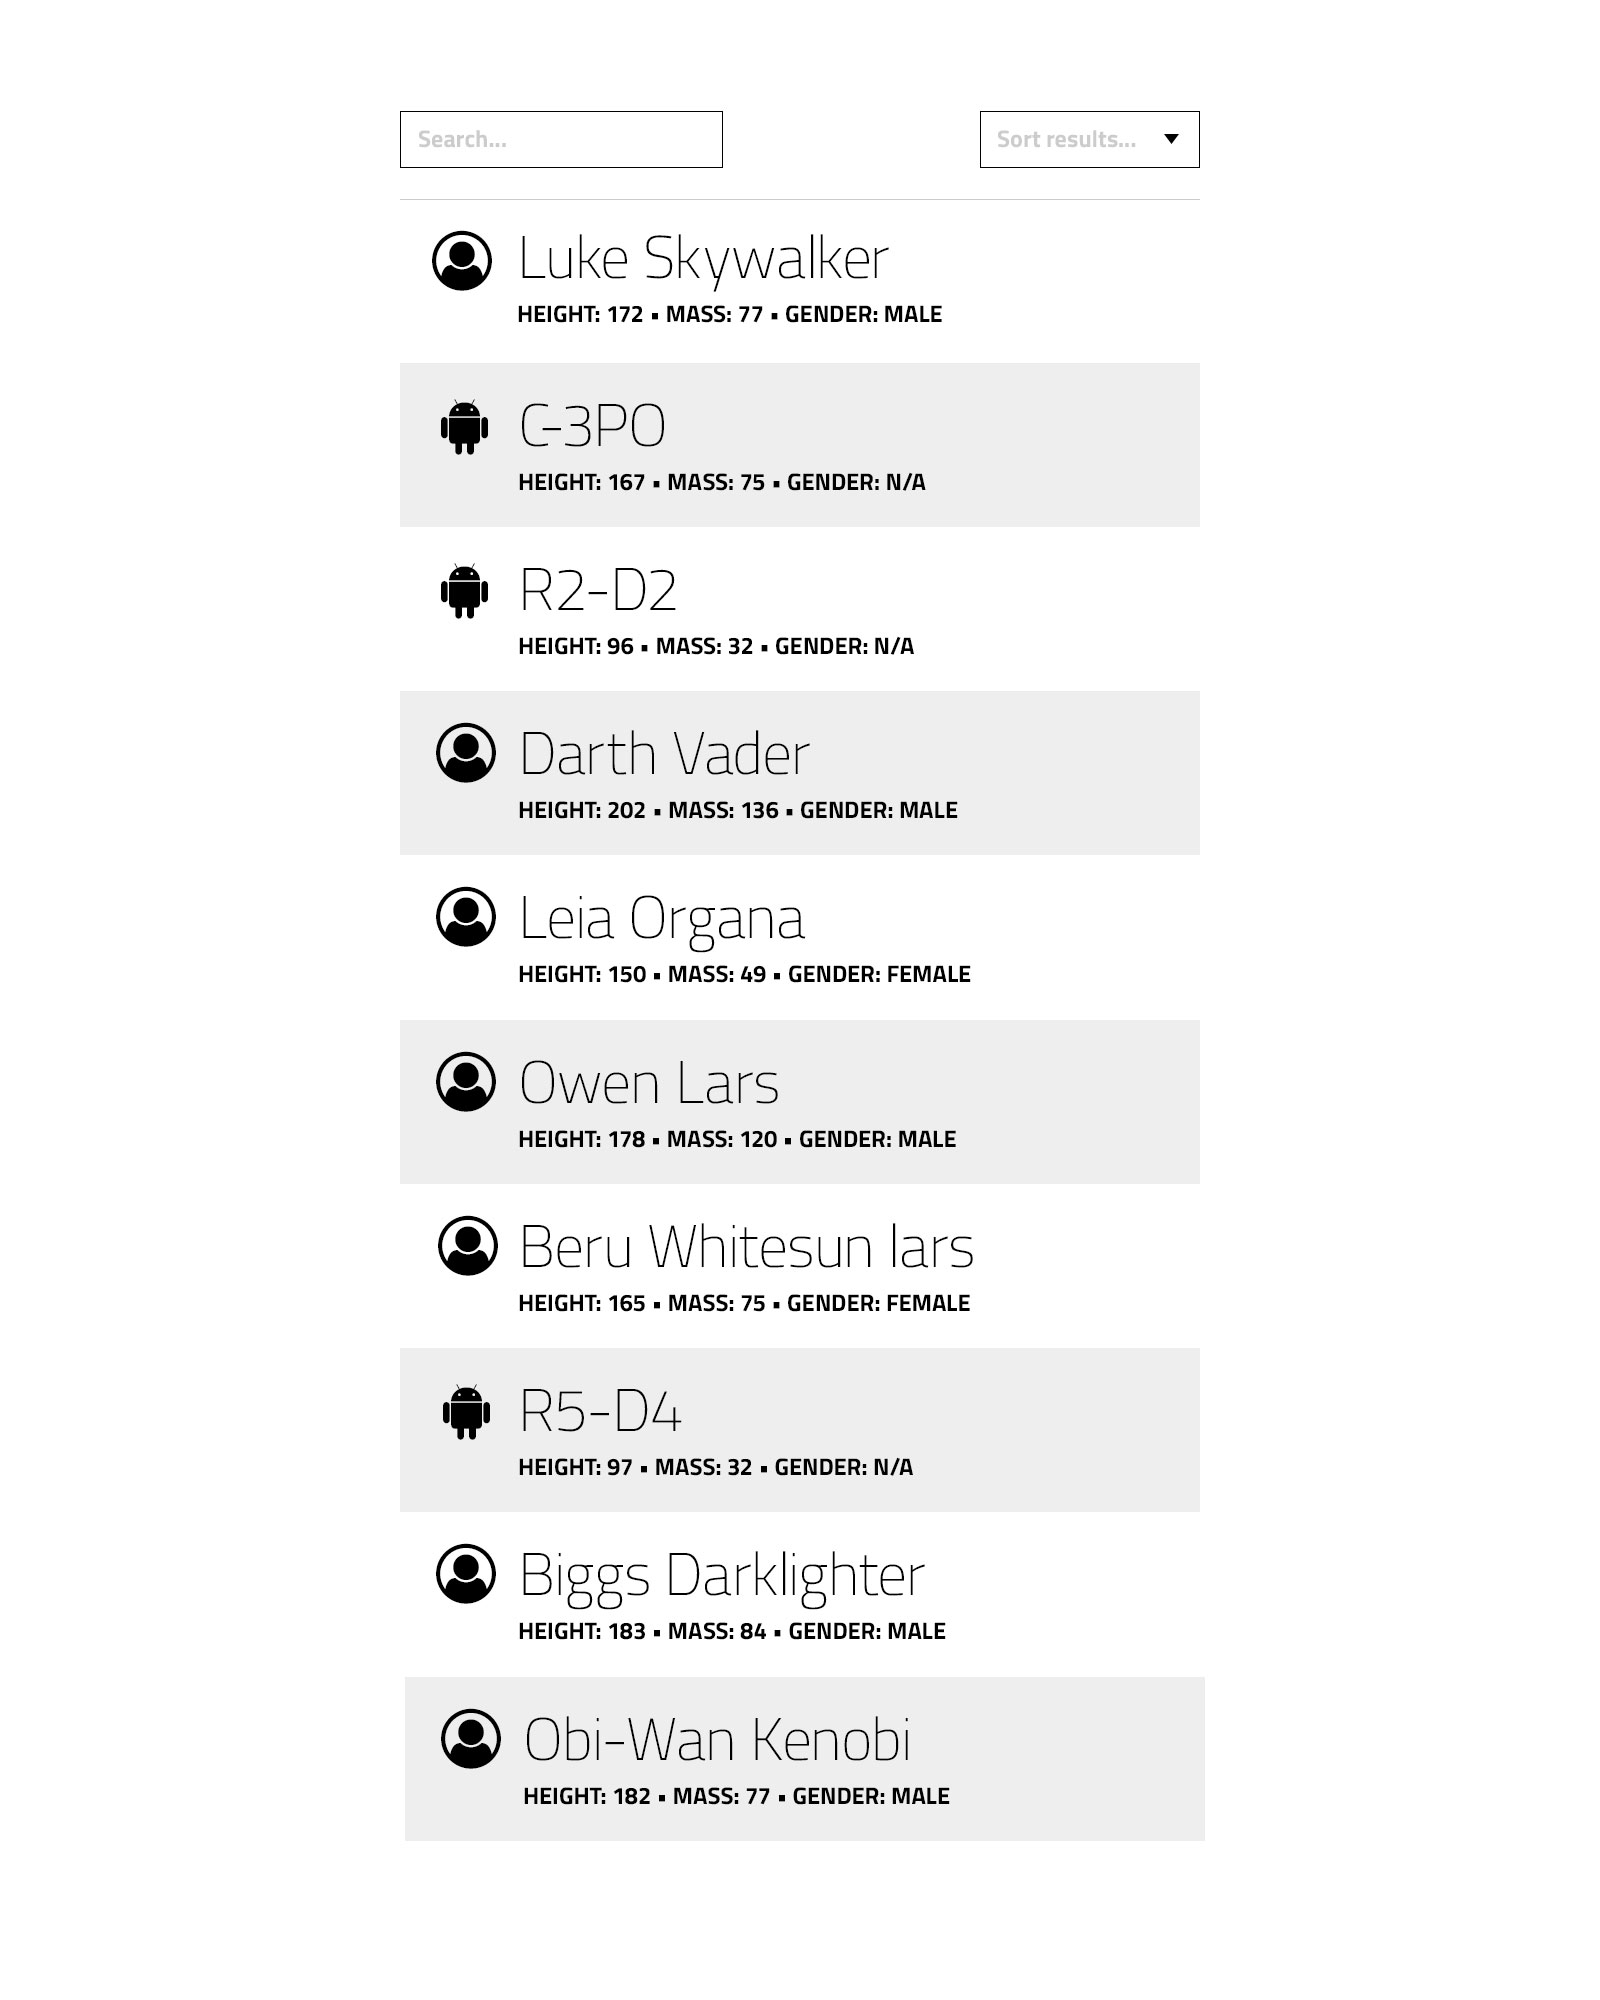 Search...
Sort results...
Luke Skywalker
HEIGHT: 172 ▪ MASS: 77 ▪ GENDER: MALE
C-3PO
HEIGHT: 167 ▪ MASS: 75 ▪ GENDER: N/A
R2-D2
HEIGHT: 96 ▪ MASS: 32 ▪ GENDER: N/A
Darth Vader
HEIGHT: 202 ▪ MASS: 136 ▪ GENDER: MALE
Leia Organa
HEIGHT: 150 ▪ MASS: 49 ▪ GENDER: FEMALE
Owen Lars
HEIGHT: 178 ▪ MASS: 120 ▪ GENDER: MALE
Beru Whitesun lars
HEIGHT: 165 ▪ MASS: 75 ▪ GENDER: FEMALE
R5-D4
HEIGHT: 97 ▪ MASS: 32 ▪ GENDER: N/A
Biggs Darklighter
HEIGHT: 183 ▪ MASS: 84 ▪ GENDER: MALE
Obi-Wan Kenobi
HEIGHT: 182 ▪ MASS: 77 ▪ GENDER: MALE